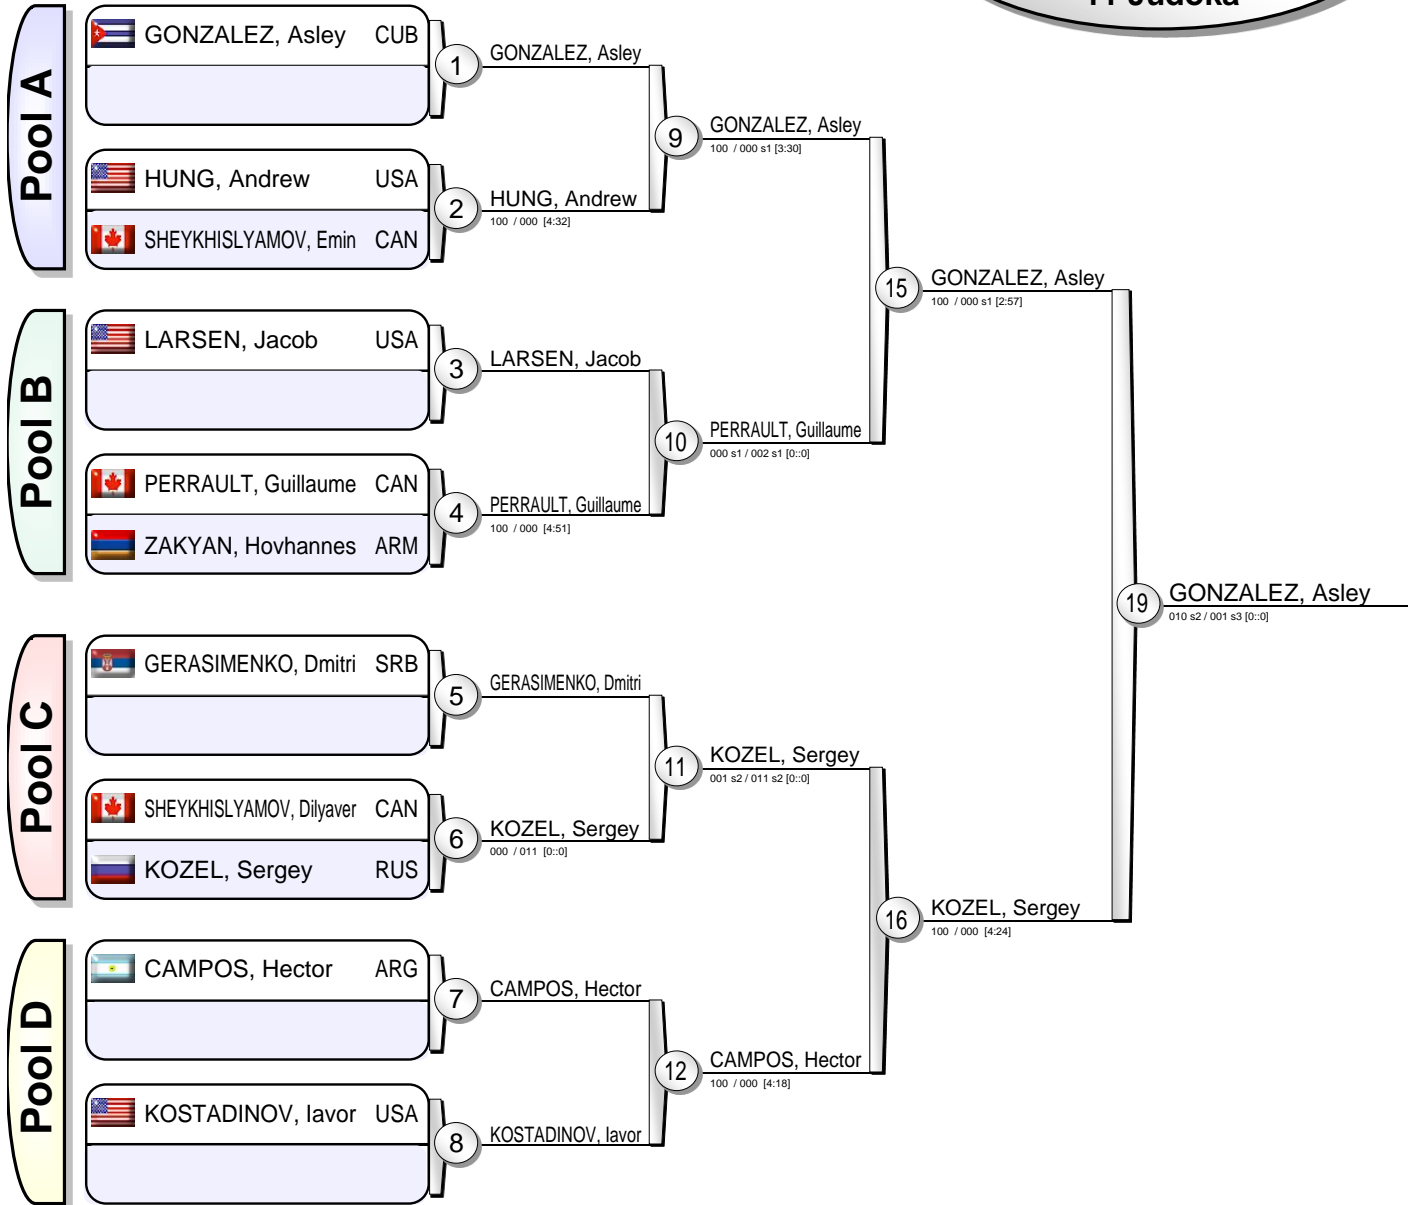 11 Judoka
Pool A
GONZALEZ, Asley CUB
HUNG, Andrew USA
SHEYKHISLYAMOV, Emin CAN
Pool B
LARSEN, Jacob USA
PERRAULT, Guillaume CAN
ZAKYAN, Hovhannes ARM
Pool C
GERASIMENKO, Dmitri SRB
SHEYKHISLYAMOV, Dilyaver CAN
KOZEL, Sergey RUS
Pool D
CAMPOS, Hector ARG
KOSTADINOV, Iavor USA
1
GONZALEZ, Asley
2
HUNG, Andrew
100 / 000 [4:32]
3
LARSEN, Jacob
4
PERRAULT, Guillaume
100 / 000 [4:51]
5
GERASIMENKO, Dmitri
6
KOZEL, Sergey
000 / 011 [0::0]
7
CAMPOS, Hector
8
KOSTADINOV, Iavor
9
GONZALEZ, Asley
100 / 000 s1 [3:30]
10
PERRAULT, Guillaume
000 s1 / 002 s1 [0::0]
11
KOZEL, Sergey
001 s2 / 011 s2 [0::0]
12
CAMPOS, Hector
100 / 000 [4:18]
15
GONZALEZ, Asley
100 / 000 s1 [2:57]
16
KOZEL, Sergey
100 / 000 [4:24]
19
GONZALEZ, Asley
010 s2 / 001 s3 [0::0]